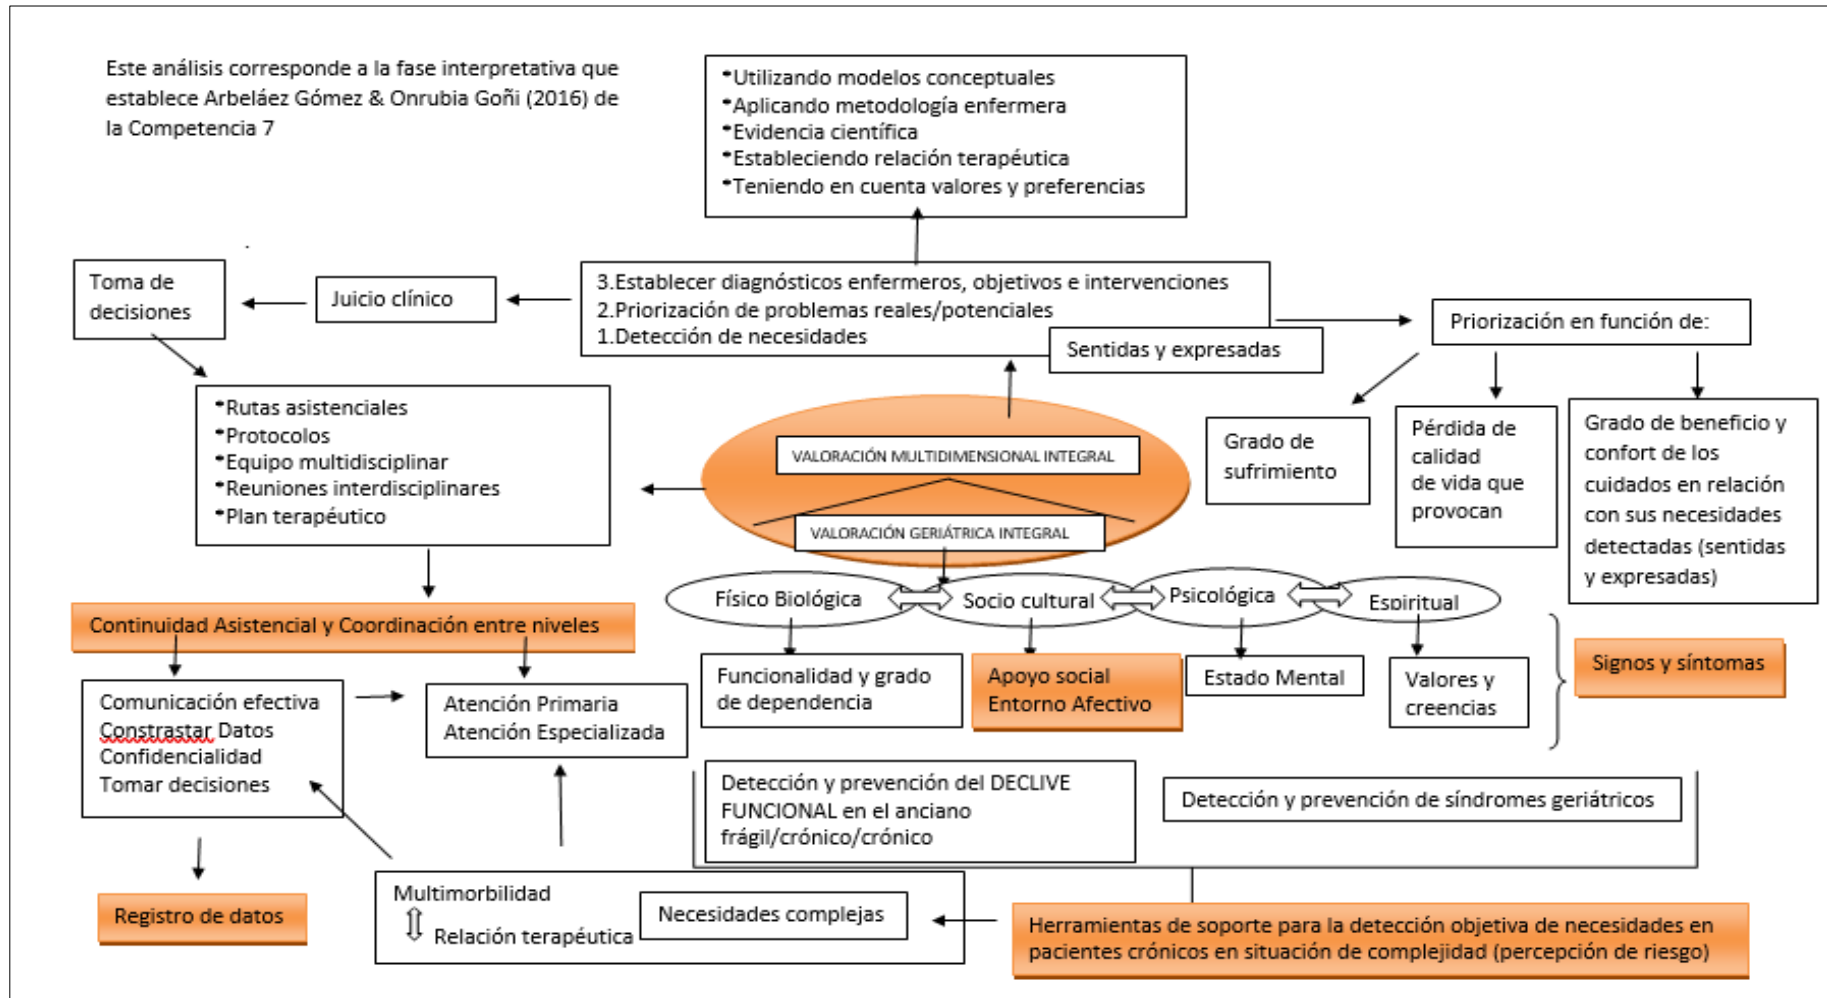 Este análisis corresponde a la fase interpretativa que
establece Arbeláez Gómez & Onrubia Goñi (2016) de
la Competencia 7
*Utilizando modelos conceptuales
*Aplicando metodología enfermera
*Evidencia científica
*Estableciendo relación terapéutica
*Teniendo en cuenta valores y preferencias
Toma de
decisiones
Juicio clínico
3.Establecer diagnósticos enfermeros, objetivos e intervenciones
2.Priorización de problemas reales/potenciales
1.Detección de necesidades
Sentidas y expresadas
Priorización en función de:
*Rutas asistenciales
*Protocolos
*Equipo multidisciplinar
*Reuniones interdisciplinares
*Plan terapéutico
VALORACIÓN MULTIDIMENSIONAL INTEGRAL
VALORACIÓN GERIÁTRICA INTEGRAL
Grado de
sufrimiento
Pérdida de
calidad
de vida que
provocan
Grado de beneficio y
confort de los
cuidados en relación
con sus necesidades
detectadas (sentidas
y expresadas)
Físico Biológica
Socio cultural
Psicológica
Espiritual
Continuidad Asistencial y Coordinación entre niveles
Funcionalidad y grado
de dependencia
Apoyo social
Entorno Afectivo
Estado Mental
Valores y
creencias
Signos y síntomas
Comunicación efectiva
Constrastar Datos
Confidencialidad
Tomar decisiones
Atención Primaria
Atención Especializada
Detección y prevención del DECLIVE
FUNCIONAL en el anciano
frágil/crónico/crónico
Detección y prevención de síndromes geriátricos
Registro de datos
Multimorbilidad
Relación terapéutica
Necesidades complejas
Herramientas de soporte para la detección objetiva de necesidades en
pacientes crónicos en situación de complejidad (percepción de riesgo)